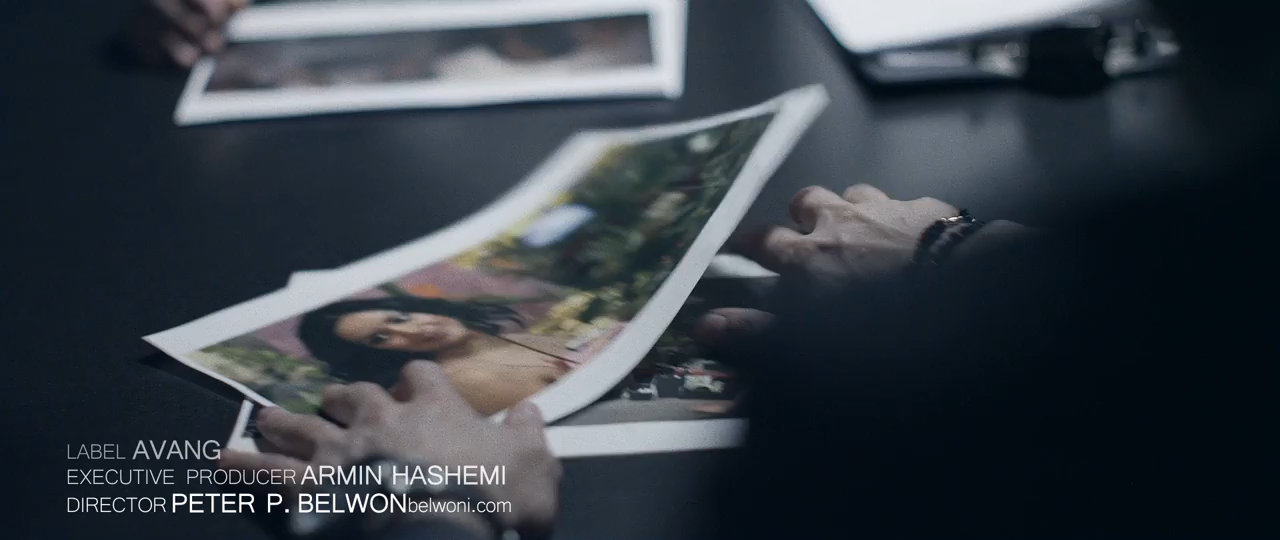 LABEL AVANG
EXECUTIVE PRODUCER ARMIN HASHEMI
DIRECTOR PETER P. BELWON belwoni.com